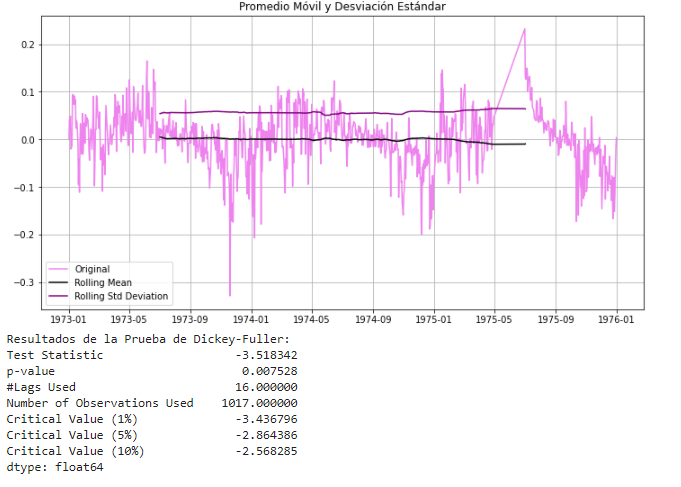 Promedio Móvil y Desviación Estándar
0.2
0.1
0.0
−0.1
−0.2
−0.3
Original
Rolling Mean
Rolling Std Deviation
1973-01 1973-05 1973-09 1974-01 1974-05 1974-09 1975-01 1975-05 1975-09 1976-01
Resultados de la Prueba de Dickey-Fuller:
Test Statistic -3.518342
p-value 0.007528
#Lags Used 16.000000
Number of Observations Used 1017.000000
Critical Value (1%) -3.436796
Critical Value (5%) -2.864386
Critical Value (10%) -2.568285
dtype: float64